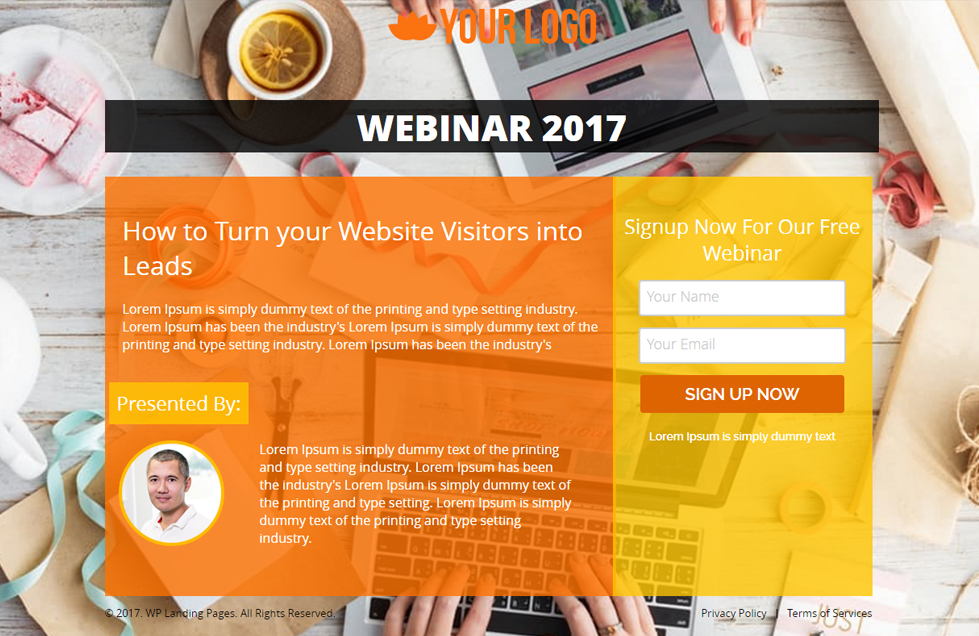 YOUR LOGO
WEBINAR 2017
How to Turn your Website Visitors into
Leads
Lorem Ipsum is simply dummy text of the printing and type setting industry.
Lorem Ipsum has been the industry's Lorem Ipsum is simply dummy text of the
printing and type setting industry. Lorem Ipsum has been the industry's
Presented By:
Lorem Ipsum is simply dummy text of the printing
and type setting industry. Lorem Ipsum has been
the industry's Lorem Ipsum is simply dummy text of
the printing and type setting. Lorem Ipsum is simply
dummy text of the printing and type setting
industry.
Signup Now For Our Free
Webinar
Your Name
Your Email
SIGN UP NOW
Lorem Ipsum is simply dummy text
© 2017. WP Landing Pages. All Rights Reserved.
Privacy Policy | Terms of Services
JUST